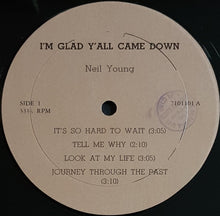 I'M GLAD Y'ALL CAME DOWN
Neil Young
SIDE 1
33⅓ RPM
7101101 A
IT'S SO HARD TO WAIT (3:05)
TELL ME WHY (2:10)
LOOK AT MY LIFE (3:05)
JOURNEY THROUGH THE PAST
(3:10)